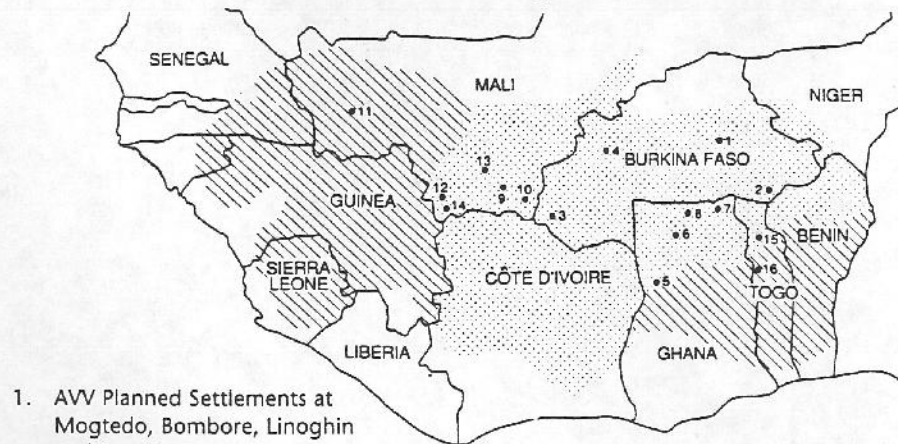 SENEGAL
MALI
NIGER
11
1
4
BURKINA FASO
13
12
10
9
2
GUINEA
14
3
8
7
6
15
BENIN
SIERRA
LEONE
CÔTE D'IVOIRE
5
16
TOGO
LIBERIA
GHANA
1. AVV Planned Settlements at
Mogtedo, Bombore, Linoghin